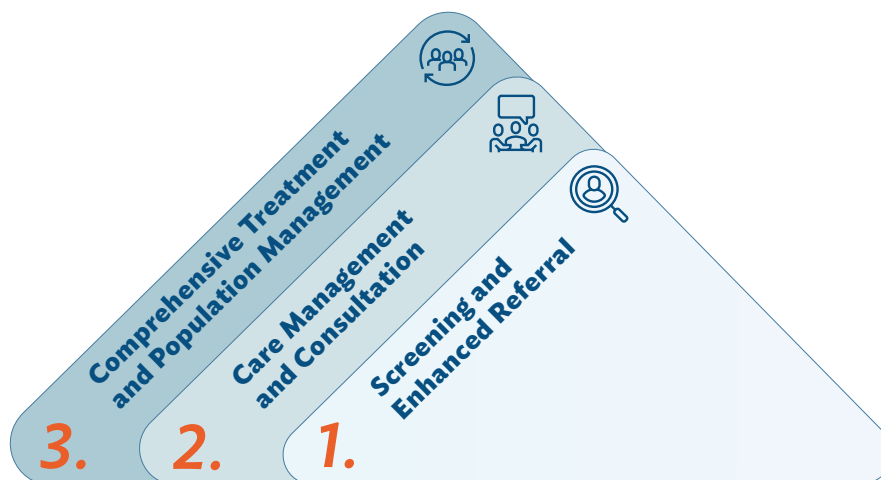 Comprehensive Treatment
and Population Management
3.
Care Management
and Consultation
2.
Screening and
Enhanced Referral
1.